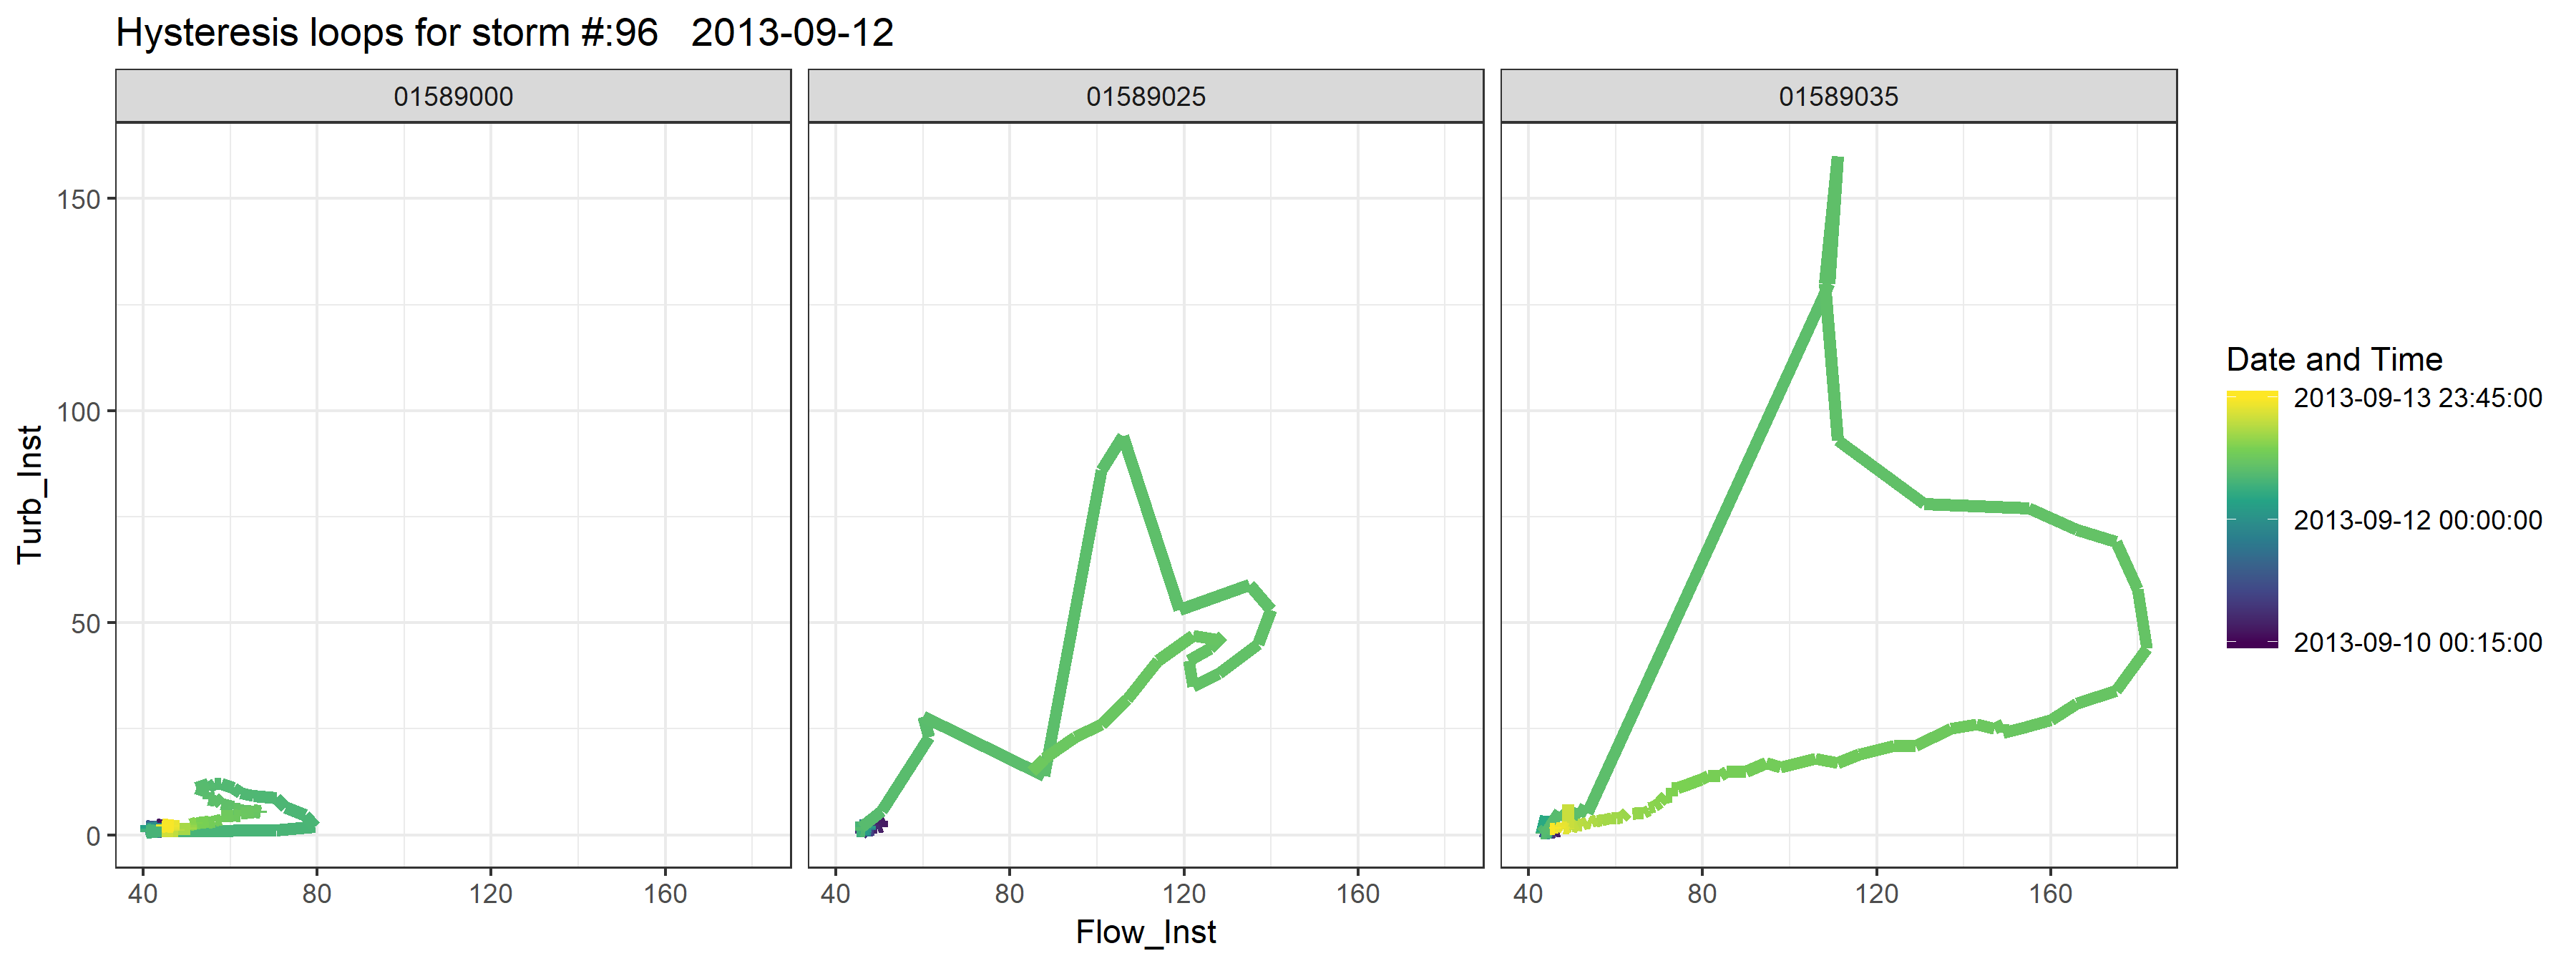 Hysteresis loops for storm #:96   2013-09-12
01589000
01589025
01589035
Turb_Inst
150
100
50
0
40 80 120 160
40 80 120 160
40 80 120 160
Flow_Inst
Date and Time
2013-09-13 23:45:00
2013-09-12 00:00:00
2013-09-10 00:15:00